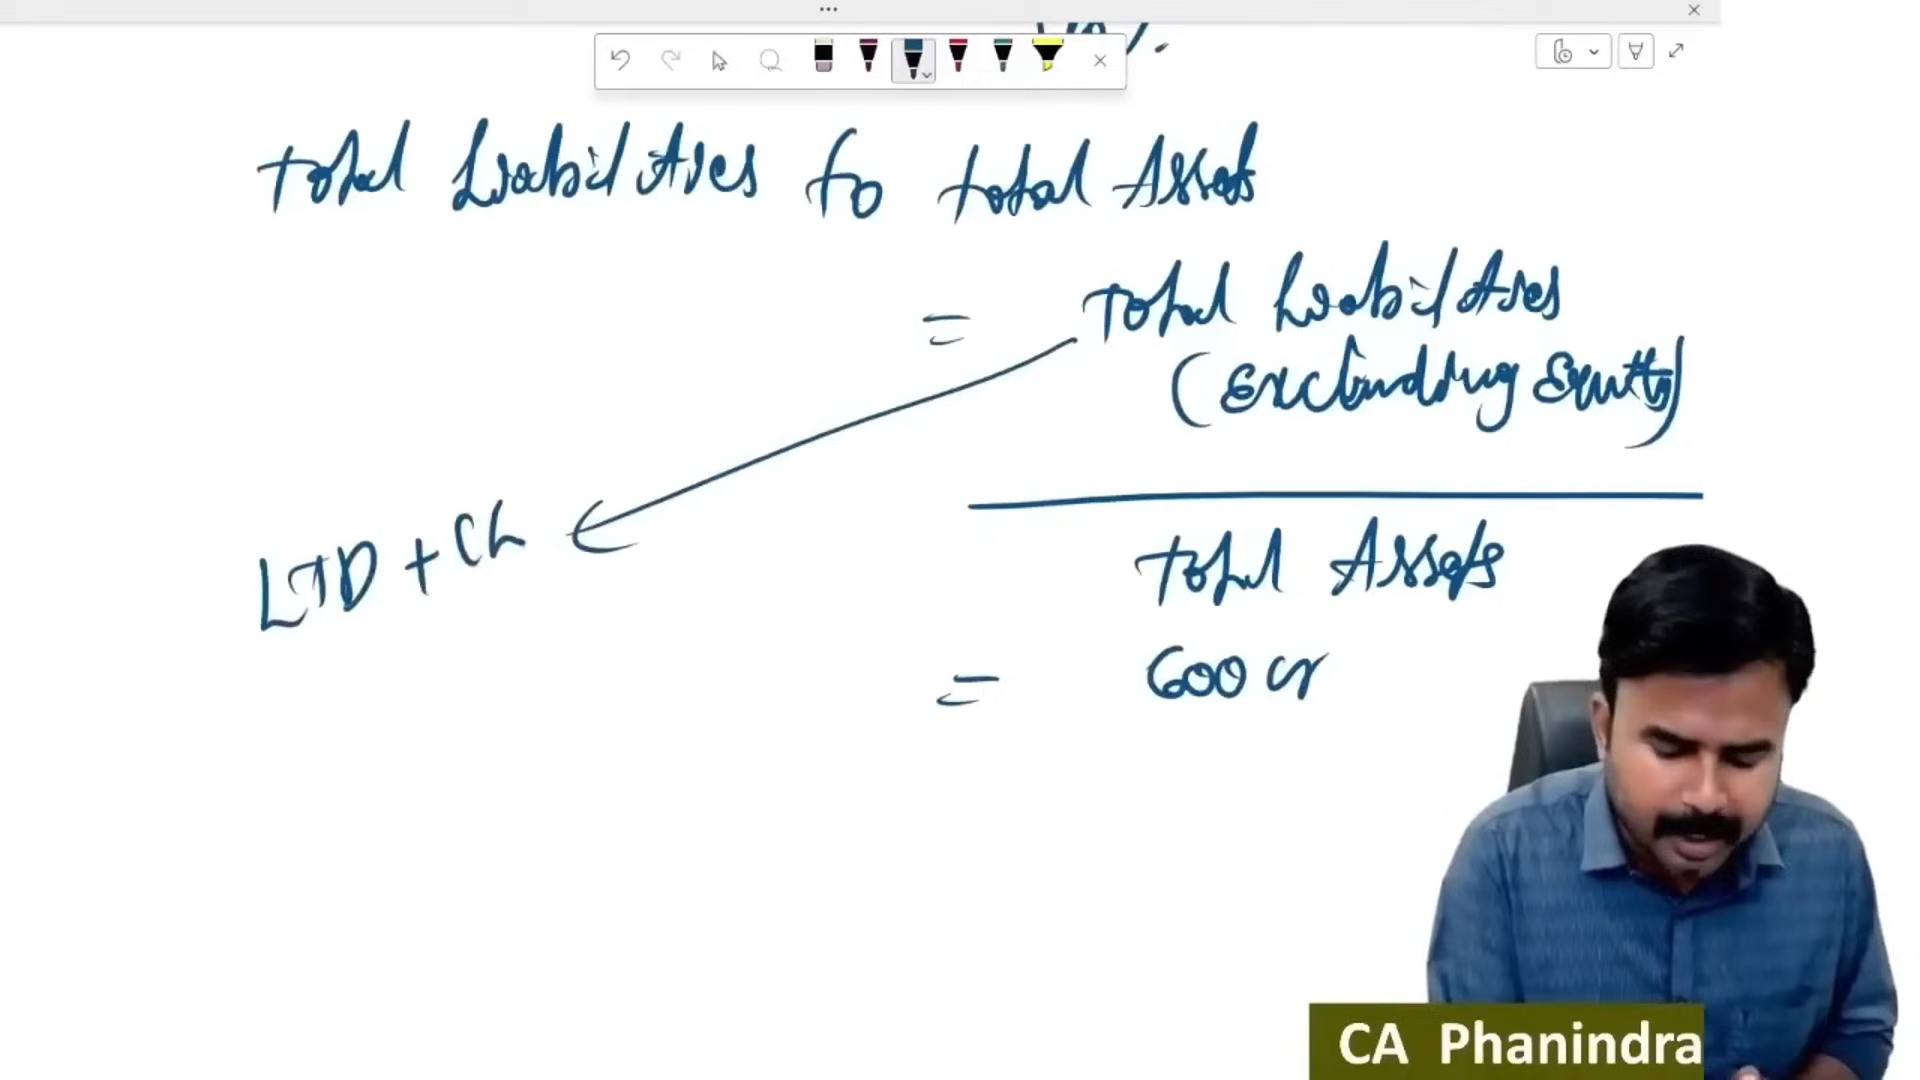 Total Liabilities to total Assets
= Total Liabilities
(Excluding Equity)
Total Assets
LTD + CL
= 600 cr
CA Phanindra